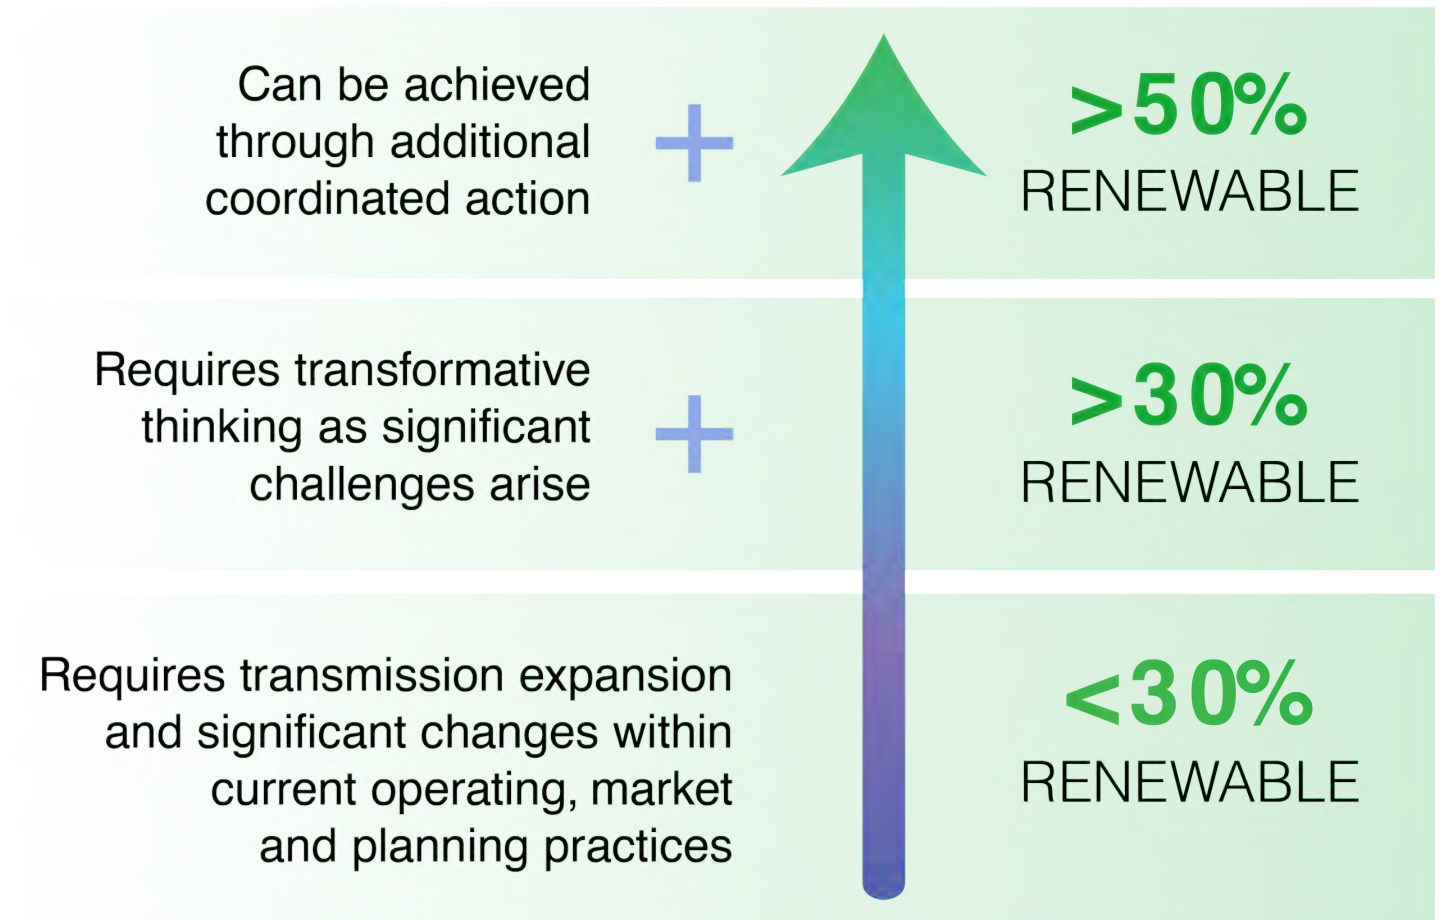 Can be achieved
through additional
coordinated action
+
>50%
RENEWABLE
Requires transformative
thinking as significant
challenges arise
+
>30%
RENEWABLE
Requires transmission expansion
and significant changes within
current operating, market
and planning practices
<30%
RENEWABLE